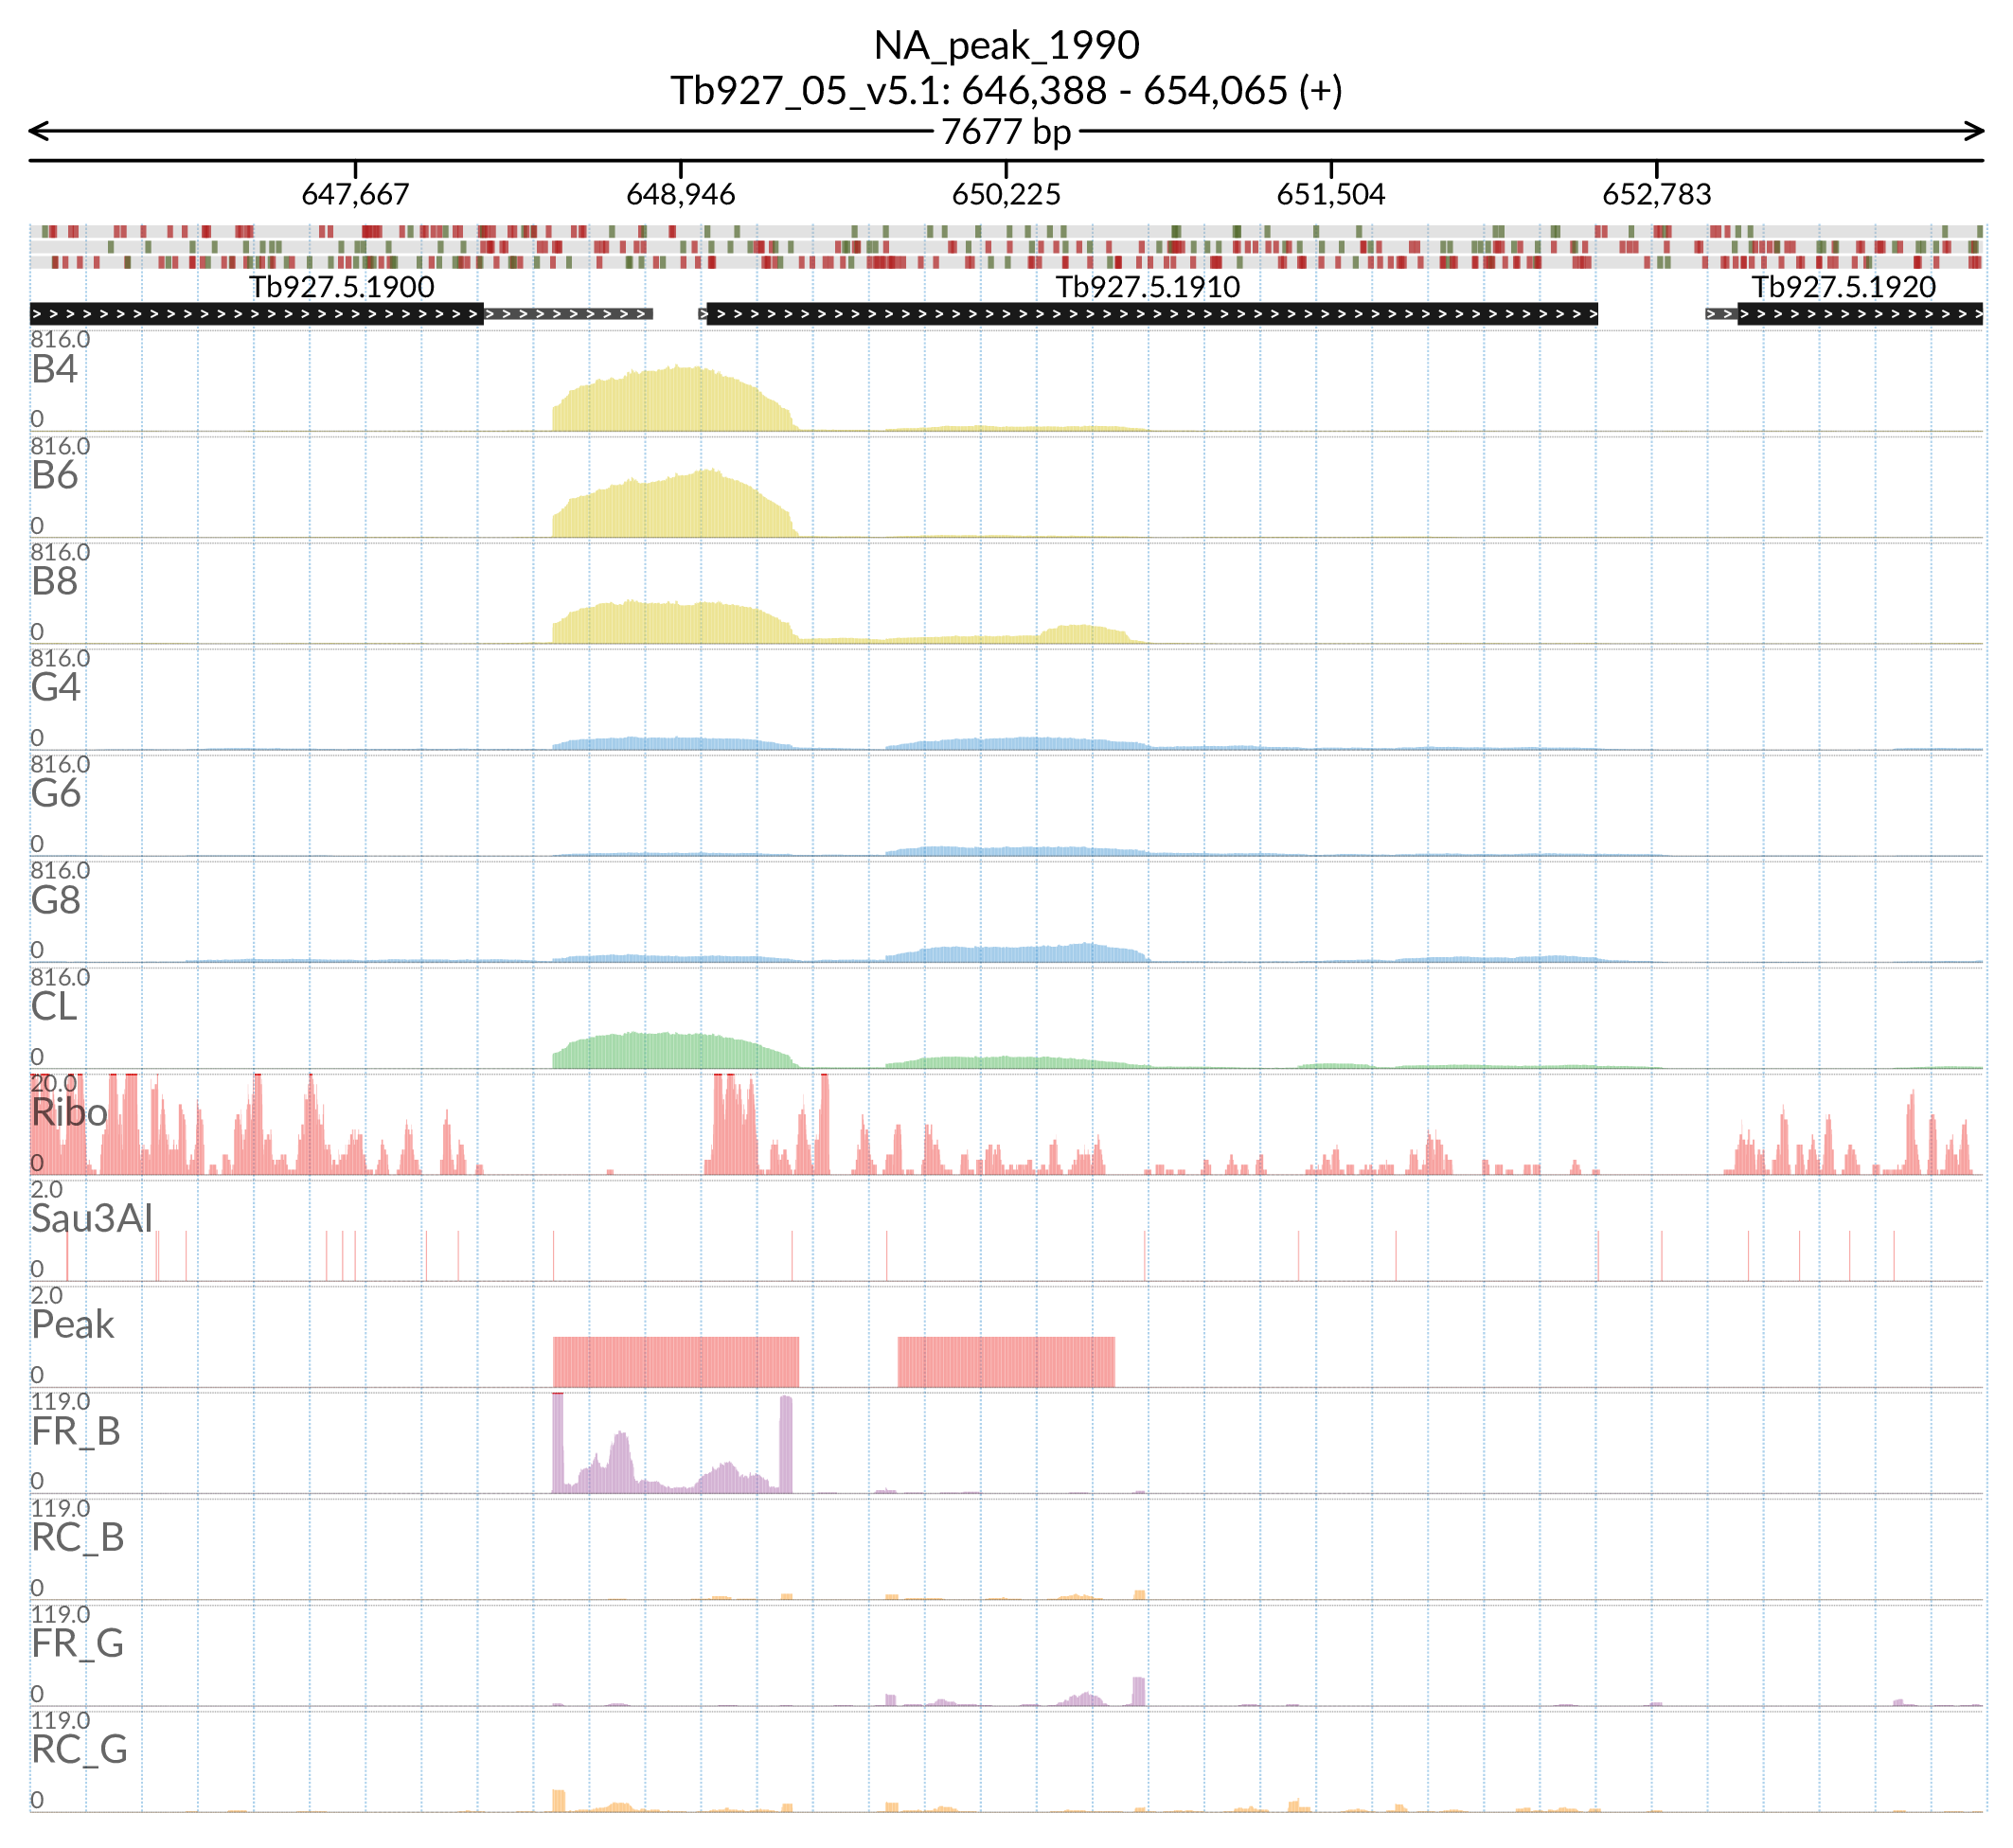 NA_peak_1990
Tb927_05_v5.1: 646,388 - 654,065 (+)
7677 bp
647,667 648,946 650,225 651,504 652,783
Tb927.5.1900 Tb927.5.1910 Tb927.5.1920
816.0
B4
0
816.0
B6
0
816.0
B8
0
816.0
G4
0
816.0
G6
0
816.0
G8
0
816.0
CL
0
20.0
Ribo
0
2.0
Sau3AI
0
2.0
Peak
0
119.0
FR_B
0
119.0
RC_B
0
119.0
FR_G
0
119.0
RC_G
0